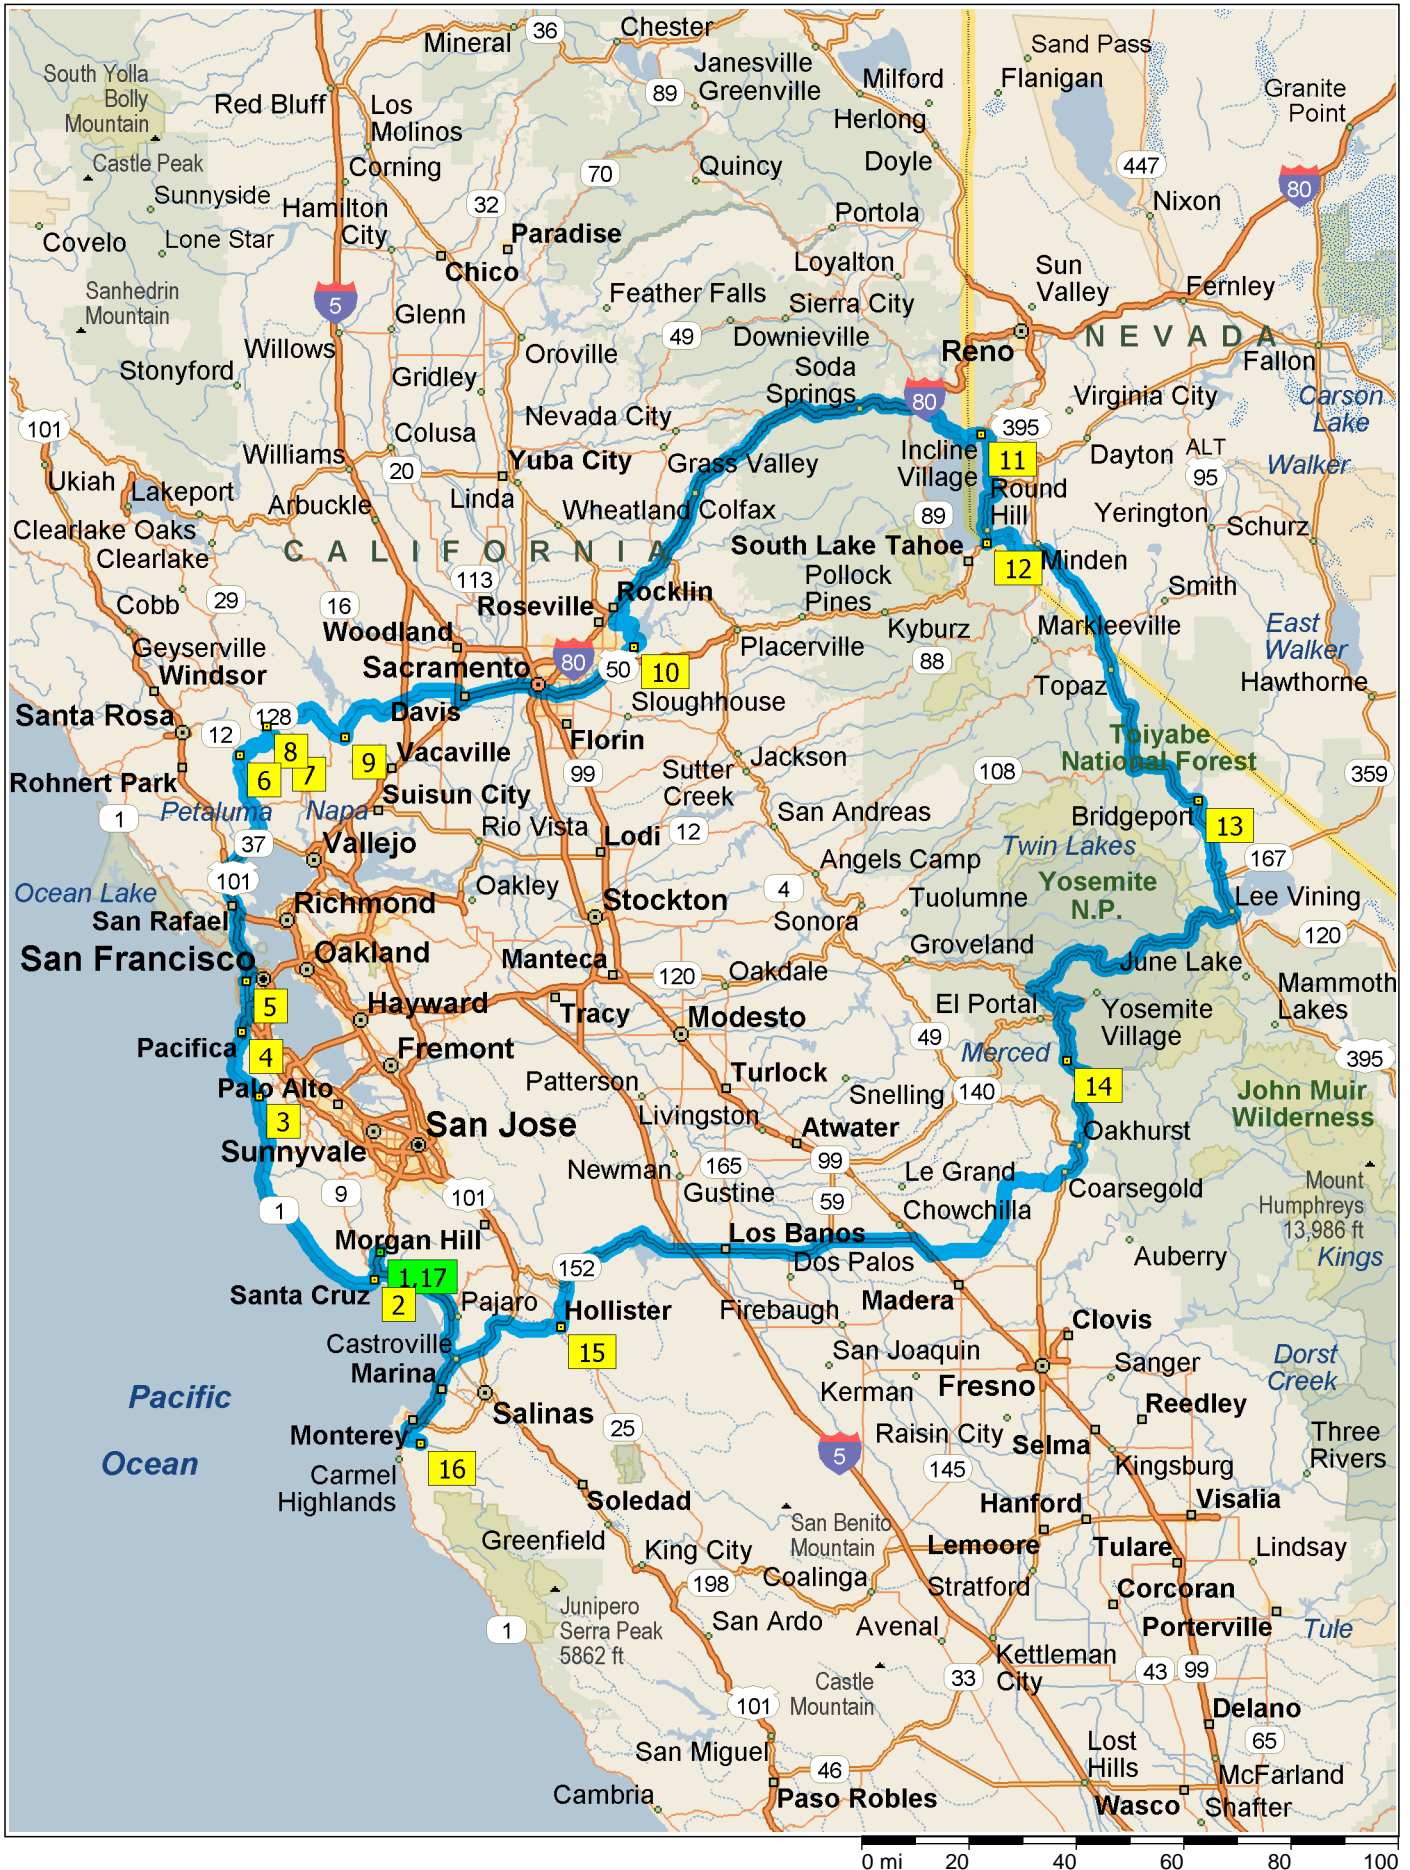 36
Chester
Mineral
Sand Pass
South Yolla
Bolly
Mountain
Janesville
Greenville
Milford
Flanigan
Granite
Point
Red Bluff
Los
Molinos
89
Herlong
Castle Peak
Corning
Quincy
Doyle
447
80
Sunnyside
70
Hamilton
City
32
Portola
Nixon
Covelo
Lone Star
Paradise
Chico
Loyalton
Sun
Valley
Sanhedrin
Mountain
5
Glenn
Feather Falls
Sierra City
Fernley
Willows
49
Downieville
NEVADA
Oroville
Reno
Fallon
Stonyford
Gridley
Soda
Springs
80
Virginia City
Carson
Lake
101
Nevada City
395
Colusa
Incline
Village
11
Dayton
ALT
95
Williams
20
Yuba City
Grass Valley
Walker
Ukiah
Lakeport
Linda
Round
Hill
Arbuckle
Wheatland
Colfax
89
Yerington
Schurz
Clearlake Oaks
Clearlake
CALIFORNIA
South Lake Tahoe
12
Minden
113
Pollock
Pines
Smith
Cobb
29
16
Roseville
Rocklin
Woodland
Kyburz
Markleeville
East
Walker
Geyserville
Windsor
Sacramento
80
50
10
Placerville
88
Topaz
Hawthorne
Santa Rosa
128
Davis
Sloughhouse
12
8
9
Vacaville
Florin
Toiyabe
National Forest
6
7
Jackson
Rohnert Park
99
Sutter
Creek
108
359
1
Petaluma
Napa
Suisun City
San Andreas
Bridgeport
13
37
Vallejo
Rio Vista
Lodi
12
Twin Lakes
167
Ocean Lake
101
Oakley
Angels Camp
Yosemite
N.P.
Lee Vining
San Rafael
Richmond
Stockton
4
Tuolumne
Sonora
120
San Francisco
Oakland
Manteca
120
Oakdale
Groveland
June Lake
Mammoth
Lakes
5
Hayward
Tracy
Modesto
El Portal
Yosemite
Village
Pacifica
4
Fremont
49
Merced
395
Palo Alto
Patterson
Turlock
Snelling
140
14
John Muir
Wilderness
3
San Jose
Livingston
Atwater
Oakhurst
Sunnyvale
Newman
165
99
Le Grand
Coarsegold
Mount
Humphreys
13,986 ft
1
9
101
Gustine
59
Chowchilla
Morgan Hill
Los Banos
Auberry
Kings
1,17
152
Dos Palos
Santa Cruz
2
Pajaro
Hollister
Firebaugh
Madera
Castroville
15
Clovis
Marina
San Joaquin
Sanger
Dorst
Creek
Pacific
Ocean
Kerman
Fresno
Salinas
25
Reedley
Monterey
Raisin City
Selma
Three
Rivers
16
5
145
Kingsburg
Carmel
Highlands
Soledad
Hanford
Visalia
San Benito
Mountain
Greenfield
King City
Lemoore
Tulare
Lindsay
198
Coalinga
Stratford
Corcoran
Junipero
Serra Peak
5862 ft
1
San Ardo
Avenal
Porterville
Tule
Kettleman
City
Castle
Mountain
33
43
99
101
Delano
San Miguel
Lost
Hills
65
46
McFarland
Cambria
Paso Robles
Wasco
Shafter
0 mi 20 40 60 80 100